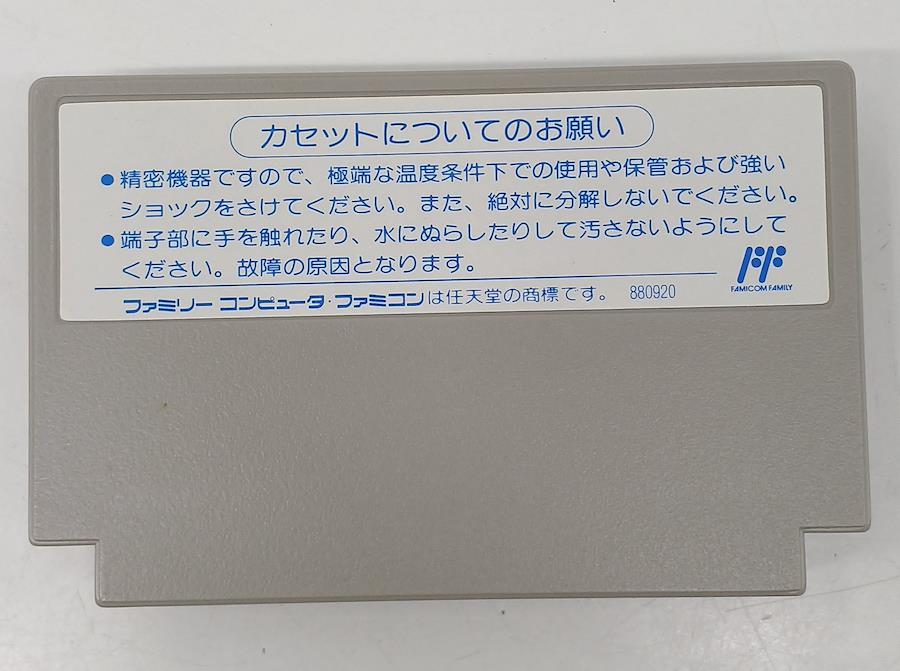 カセットについてのお願い
●精密機器ですので、極端な温度条件下での使用や保管および強い
ショックをさけてください。また、絶対に分解しないでください。
●端子部に手を触れたり、水にぬらしたりして汚さないようにして
ください。故障の原因となります。
ファミリー コンピュータ・ファミコンは任天堂の商標です。 880920
FAMICOM FAMILY